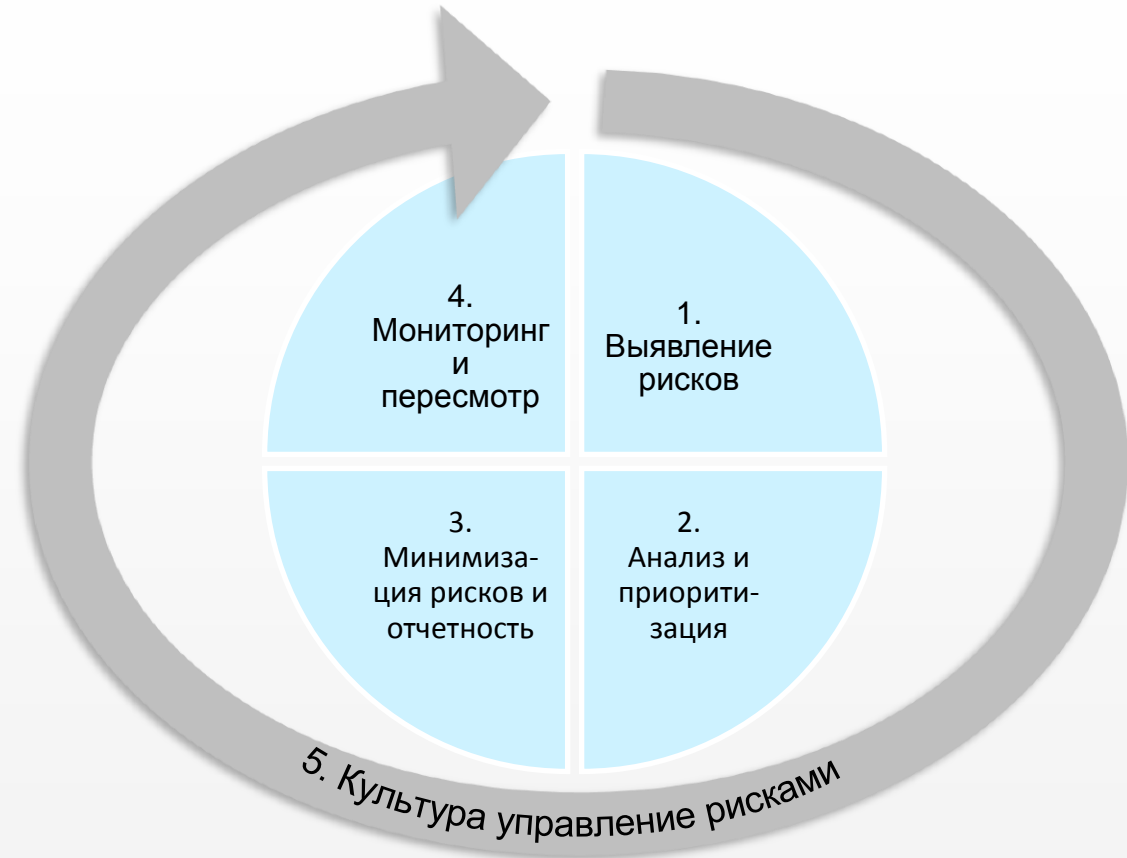 1.
Выявление
рисков
2.
Анализ и
приорити-
зация
3.
Минимиза-
ция рисков и
отчетность
4.
Мониторинг
и
пересмотр
5. Культура управление рисками